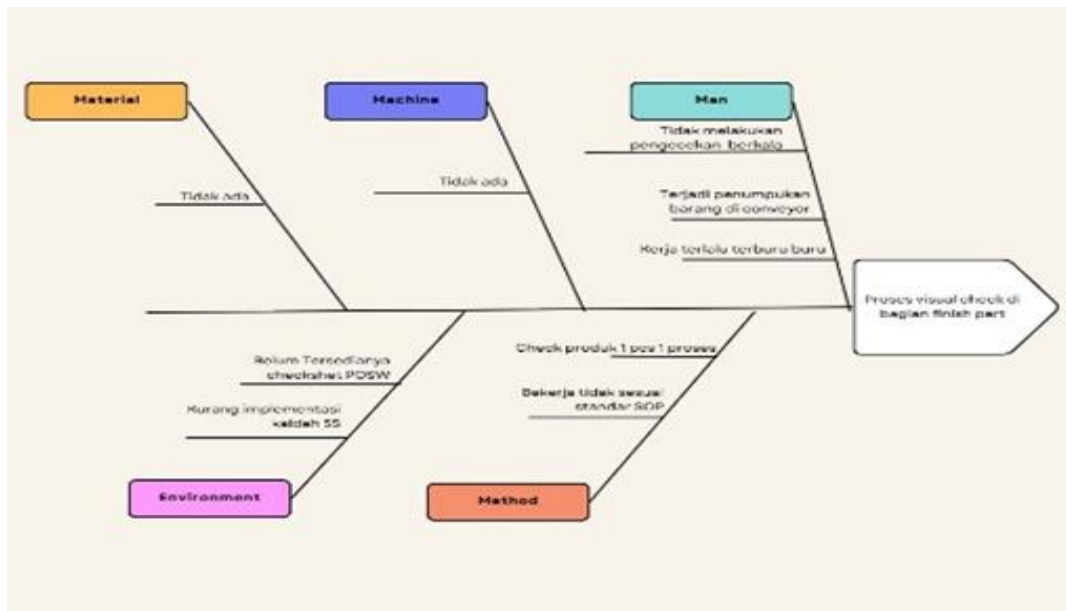 Material
Machine
Man
Tidak melakukan
pengecekan berkala
Tidak ada
Tidak ada
Terjadi penumpukan
barang di conveyor
Kerja terlalu terburu buru
Proses visual check di
bagian finish part
Belum Tersedianya
checkshet PDSW
Kurang implementasi
kaidah 5S
Check produk 1 pcs 1 proses
Bekerja tidak sesuai
standar SOP
Environment
Method